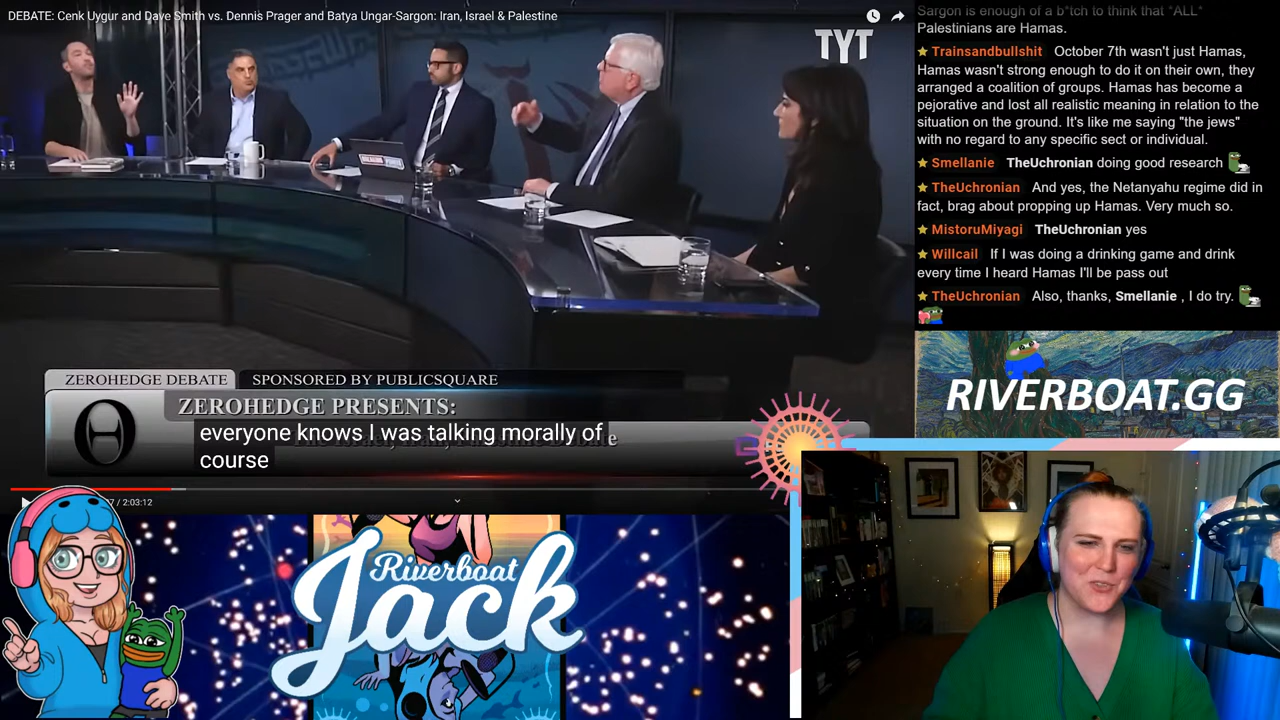 DEBATE: Cenk Uygur and Dave Smith vs. Dennis Prager and Batya Ungar-Sargon: Iran, Israel & Palestine
TYT
ZEROHEDGE DEBATE
SPONSORED BY PUBLICSQUARE
ZEROHEDGE PRESENTS:
everyone knows I was talking morally of
course
/ 2:03:12
Sargon is enough of a b*tch to think that *ALL*
Palestinians are Hamas.
Trainsandbullshit October 7th wasn't just Hamas,
Hamas wasn't strong enough to do it on their own, they
arranged a coalition of groups. Hamas has become a
pejorative and lost all realistic meaning in relation to the
situation on the ground. It's like me saying "the jews"
with no regard to any specific sect or individual.
Smellanie TheUchronian doing good research
TheUchronian And yes, the Netanyahu regime did in
fact, brag about propping up Hamas. Very much so.
MistoruMiyagi TheUchronian yes
Willcail If I was doing a drinking game and drink
every time I heard Hamas I'll be pass out
TheUchronian Also, thanks, Smellanie , I do try.
RIVERBOAT.GG
Riverboat
Jack